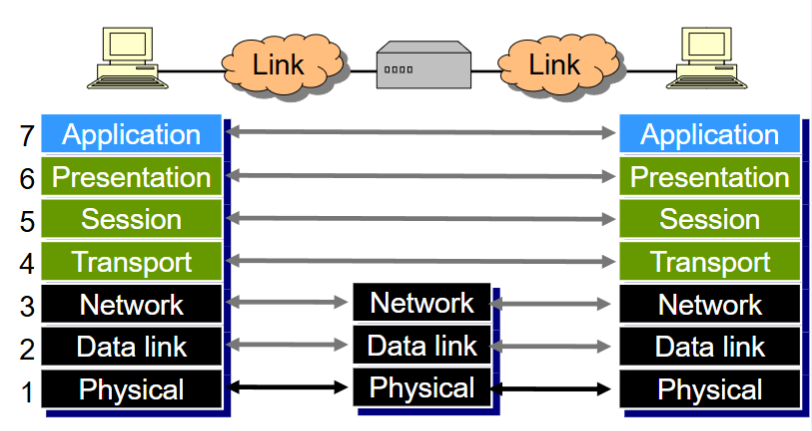 Link
Link
7 Application Application
6 Presentation Presentation
5 Session Session
4 Transport Transport
3 Network Network Network
2 Data link Data link Data link
1 Physical Physical Physical